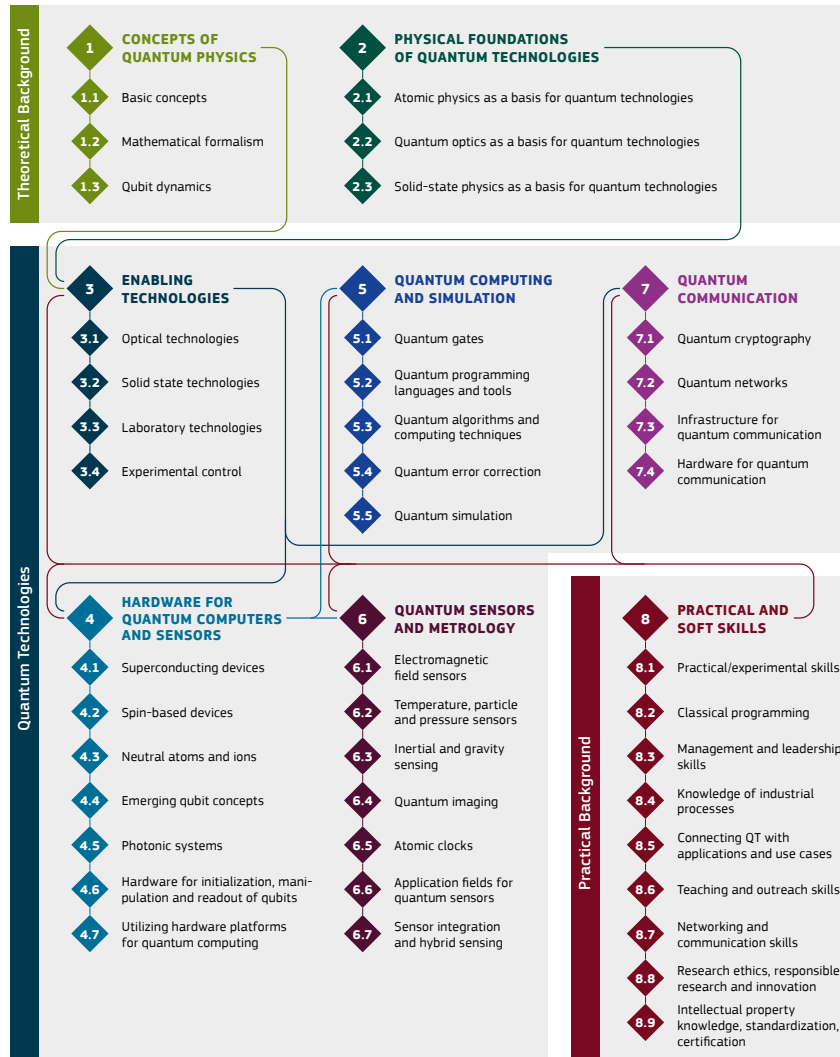 Theoretical Background
1
CONCEPTS OF
QUANTUM PHYSICS
1.1
Basic concepts
1.2
Mathematical formalism
1.3
Qubit dynamics
2
PHYSICAL FOUNDATIONS
OF QUANTUM TECHNOLOGIES
2.1
Atomic physics as a basis for quantum technologies
2.2
Quantum optics as a basis for quantum technologies
2.3
Solid-state physics as a basis for quantum technologies
Quantum Technologies
3
ENABLING
TECHNOLOGIES
3.1
Optical technologies
3.2
Solid state technologies
3.3
Laboratory technologies
3.4
Experimental control
5
QUANTUM COMPUTING
AND SIMULATION
5.1
Quantum gates
5.2
Quantum programming
languages and tools
5.3
Quantum algorithms and
computing techniques
5.4
Quantum error correction
5.5
Quantum simulation
7
QUANTUM
COMMUNICATION
7.1
Quantum cryptography
7.2
Quantum networks
7.3
Infrastructure for
quantum communication
7.4
Hardware for quantum
communication
4
HARDWARE FOR
QUANTUM COMPUTERS
AND SENSORS
4.1
Superconducting devices
4.2
Spin-based devices
4.3
Neutral atoms and ions
4.4
Emerging qubit concepts
4.5
Photonic systems
4.6
Hardware for initialization, mani-
pulation and readout of qubits
4.7
Utilizing hardware platforms
for quantum computing
6
QUANTUM SENSORS
AND METROLOGY
6.1
Electromagnetic
field sensors
6.2
Temperature, particle
and pressure sensors
6.3
Inertial and gravity
sensing
6.4
Quantum imaging
6.5
Atomic clocks
6.6
Application fields for
quantum sensors
6.7
Sensor integration
and hybrid sensing
Practical Background
8
PRACTICAL AND
SOFT SKILLS
8.1
Practical/experimental skills
8.2
Classical programming
8.3
Management and leadership
skills
8.4
Knowledge of industrial
processes
8.5
Connecting QT with
applications and use cases
8.6
Teaching and outreach skills
8.7
Networking and
communication skills
8.8
Research ethics, responsible
research and innovation
8.9
Intellectual property
knowledge, standardization,
certification